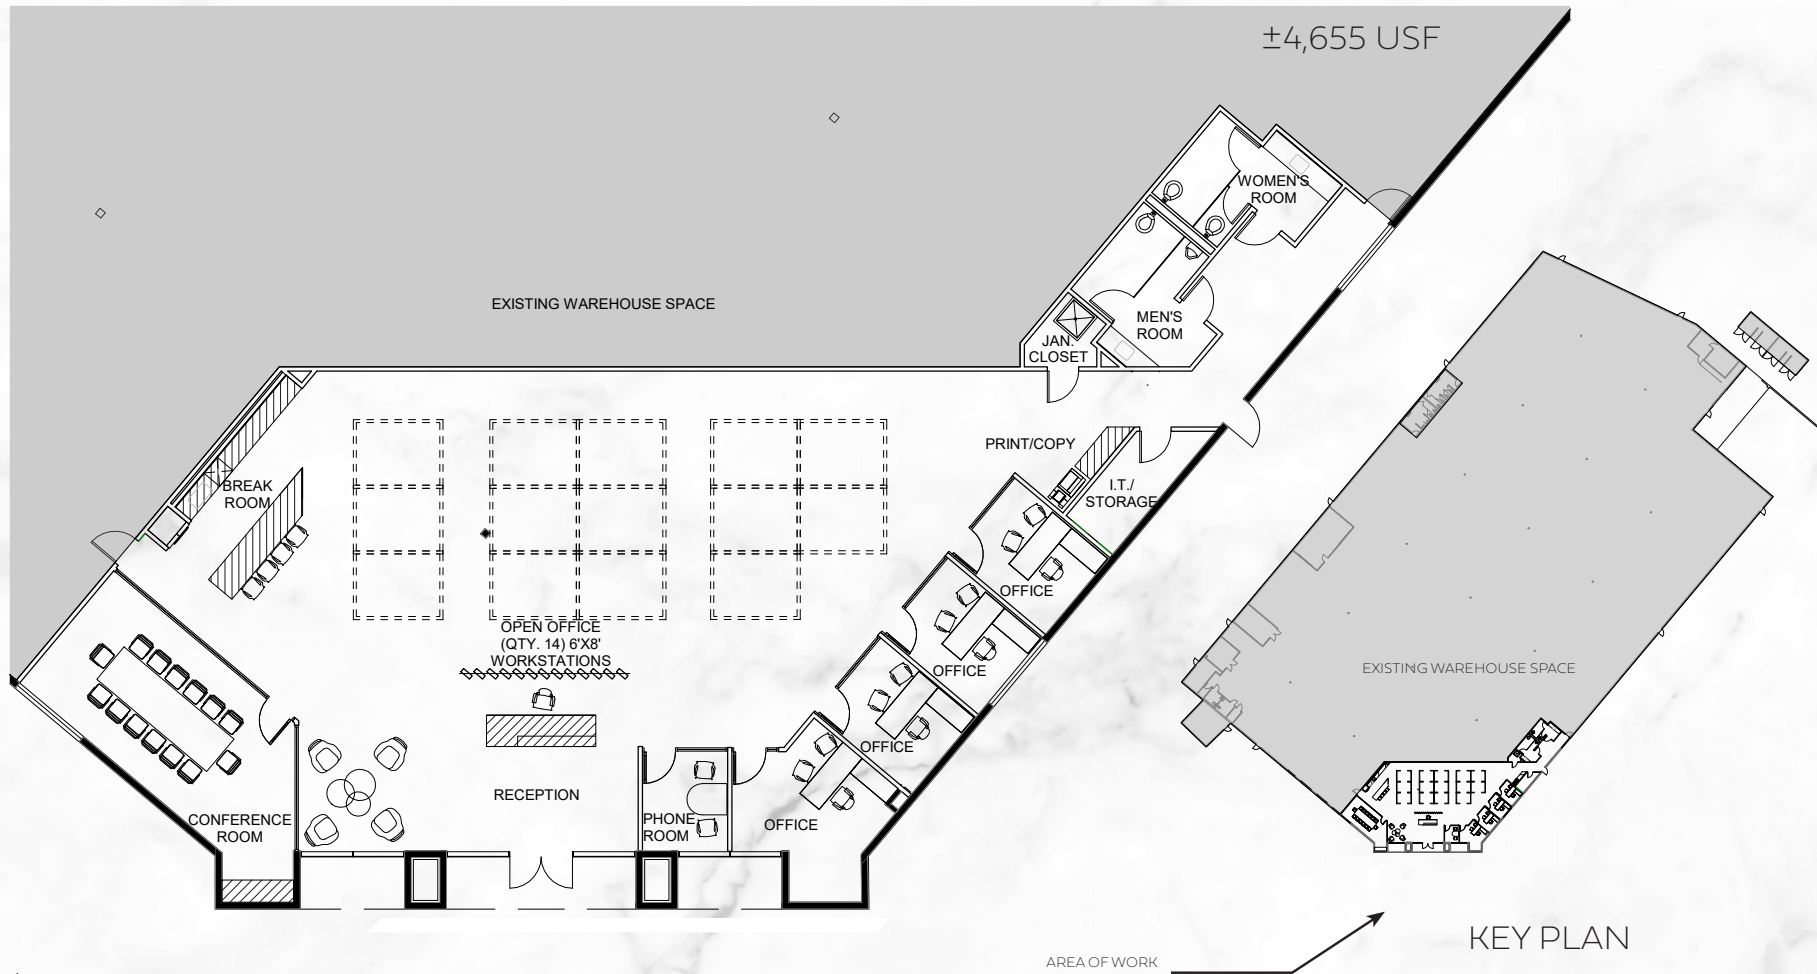 ±4,655 USF
WOMEN'S
ROOM
EXISTING WAREHOUSE SPACE
MEN'S
ROOM
JAN.
CLOSET
PRINT/COPY
BREAK
ROOM
I.T./
STORAGE
OFFICE
OPEN OFFICE
(QTY. 14) 6'X8'
WORKSTATIONS
OFFICE
EXISTING WAREHOUSE SPACE
OFFICE
RECEPTION
CONFERENCE
ROOM
PHONE
ROOM
OFFICE
KEY PLAN
AREA OF WORK